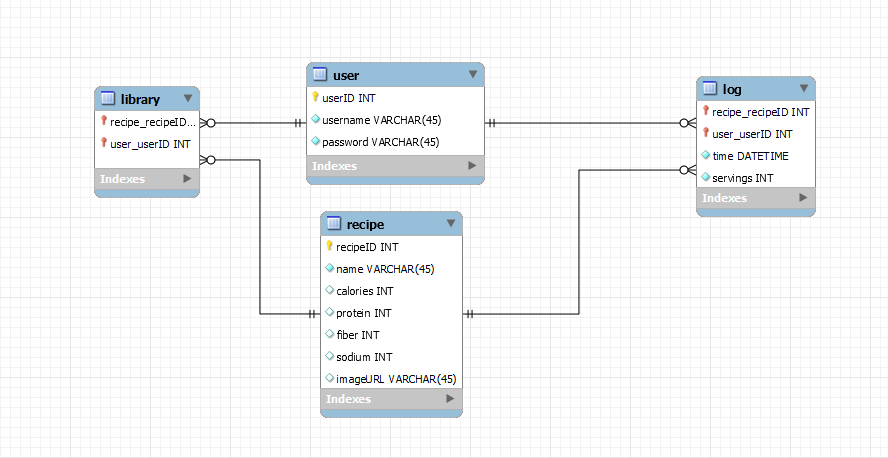 library
recipe_recipeID...
user_userID INT
Indexes
user
userID INT
username VARCHAR(45)
password VARCHAR(45)
Indexes
log
recipe_recipeID INT
user_userID INT
time DATETIME
servings INT
Indexes
recipe
recipeID INT
name VARCHAR(45)
calories INT
protein INT
fiber INT
sodium INT
imageURL VARCHAR(45)
Indexes